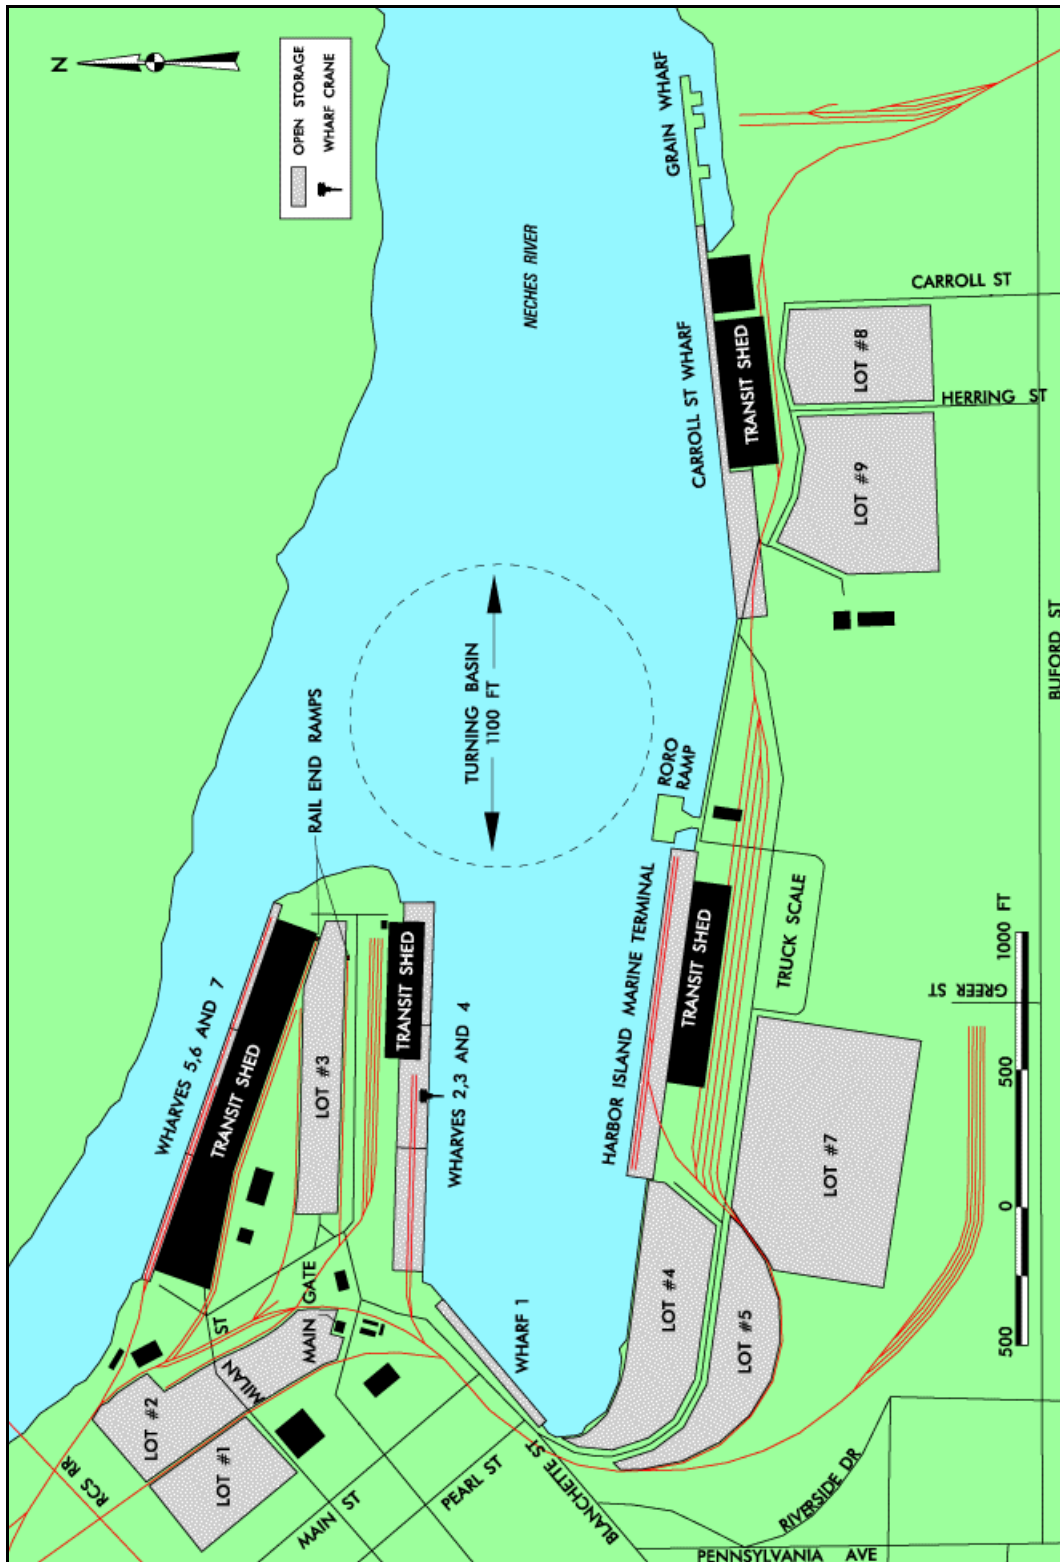 N
OPEN STORAGE
WHARF CRANE
GRAIN WHARF
NECHES RIVER
CARROLL ST
CARROLL ST WHARF
TRANSIT SHED
LOT #8
HERRING ST
LOT #9
BUFORD ST
TURNING BASIN
1100 FT
RORO
RAMP
RAIL END RAMPS
HARBOR ISLAND MARINE TERMINAL
TRANSIT SHED
TRUCK SCALE
GREER ST
WHARVES 5,6 AND 7
TRANSIT SHED
LOT #3
TRANSIT SHED
WHARVES 2,3 AND 4
LOT #7
500 0 500 1000 FT
MAIN GATE
MILAN ST
WHARF 1
LOT #4
LOT #5
LOT #2
LOT #1
RCS RR
MAIN ST
PEARL ST
BLANCHETTE ST
RIVERSIDE DR
PENNSYLVANIA AVE